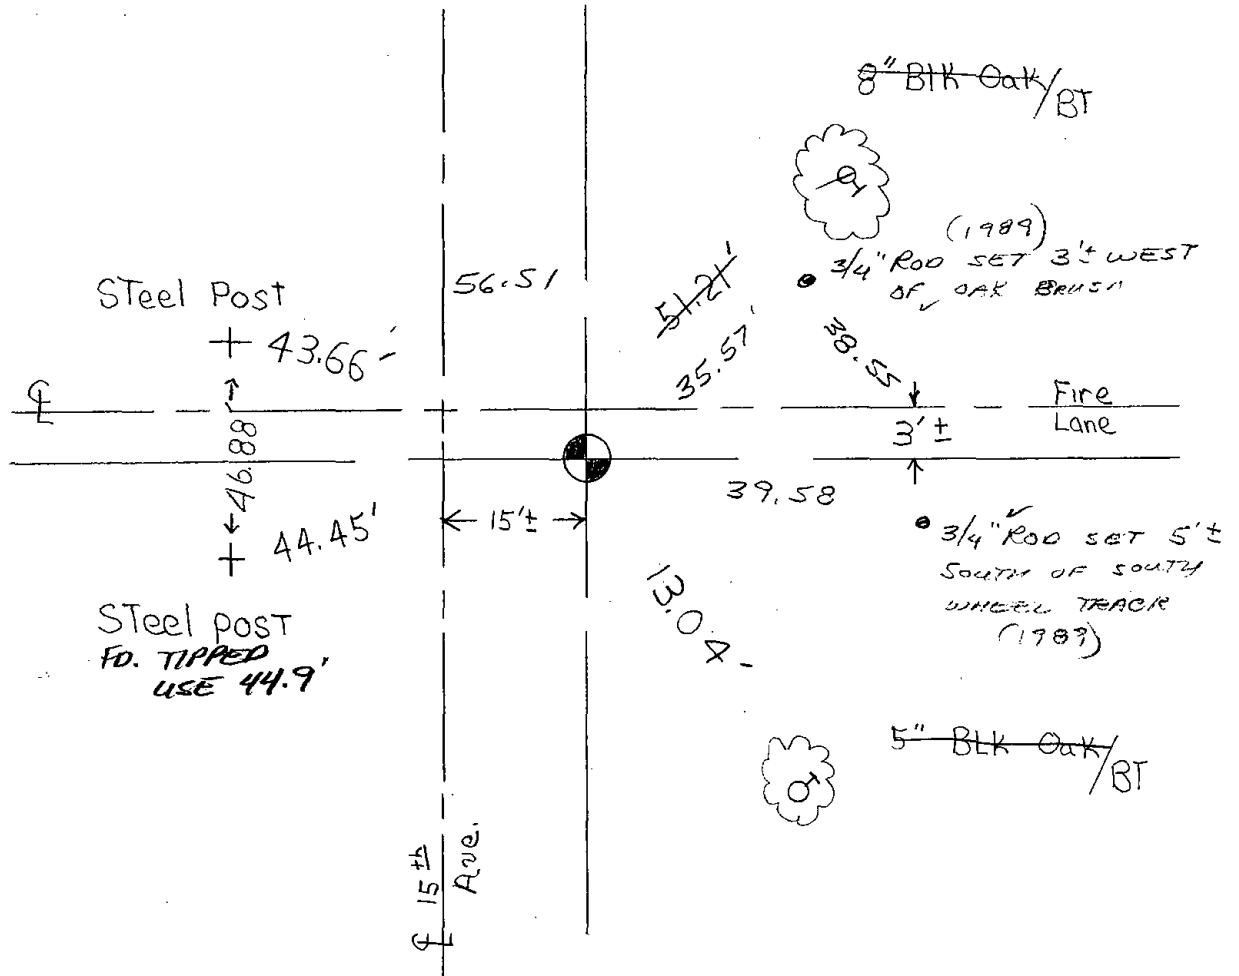 8" Blk Oak/BT
(1989)
3/4" ROD SET 3'± WEST
OF OAK BRUSH
STeel Post
56.51
51.21'
43.66'
35.57'
38.55
℄
Fire
Lane
46.88
3'±
39.58
15'±
44.45'
3/4" ROD SET 5'±
SOUTH OF SOUTH
WHEEL TRACK
(1989)
13.04
STeel post
FD. TIPPED
USE 44.9'
5" BLK Oak/BT
℄ 15th
Ave.